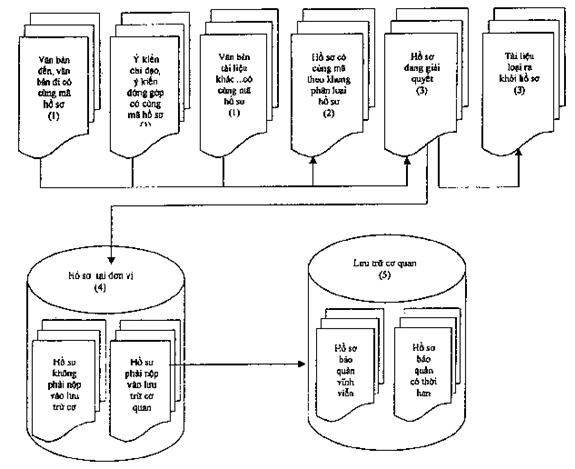 Văn bản
đến, văn
bản đi có
cùng mã
hồ sơ
(1)
Ý kiến
chỉ đạo,
ý kiến
đóng góp
có cùng
mã hồ sơ
Văn bản
tài liệu
khác ...có
cùng mã
hồ sơ
(1)
Hồ sơ có
cùng mã
theo khung
phân loại
hồ sơ
(2)
Hồ sơ
đang giải
quyết
(3)
Tài liệu
loại ra
khỏi hồ sơ
(3)
Hồ sơ tại đơn vị
(4)
Lưu trữ cơ quan
(5)
Hồ sơ
không
phải nộp
vào lưu
trữ cơ
Hồ sơ
phải nộp
vào lưu
trữ cơ
quan
Hồ sơ
bảo
quản
vĩnh
viễn
Hồ sơ
bảo
quản
có thời
hạn